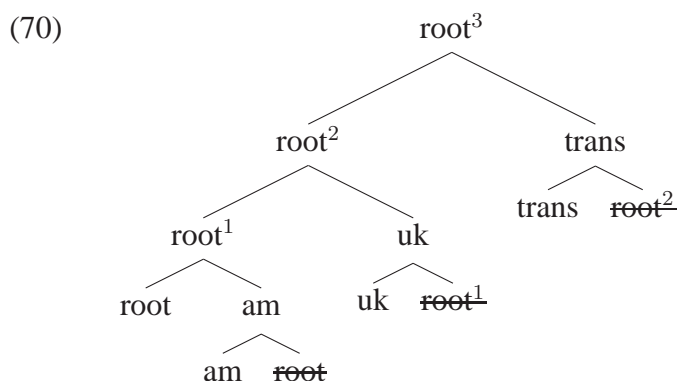 (70) root³
root² trans
trans ~~root²~~
root¹ uk
root am uk ~~root¹~~
am ~~root~~